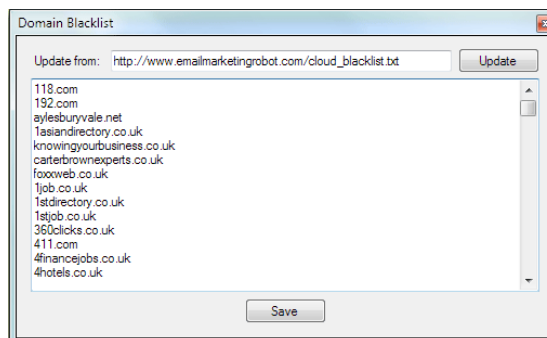 Domain Blacklist
Update from: http://www.emailmarketingrobot.com/cloud_blacklist.txt Update
118.com
192.com
aylesburyvale.net
1asiandirectory.co.uk
knowingyourbusiness.co.uk
carterbrownexperts.co.uk
foxxweb.co.uk
1job.co.uk
1stdirectory.co.uk
1stjob.co.uk
360clicks.co.uk
411.com
4financejobs.co.uk
4hotels.co.uk
Save